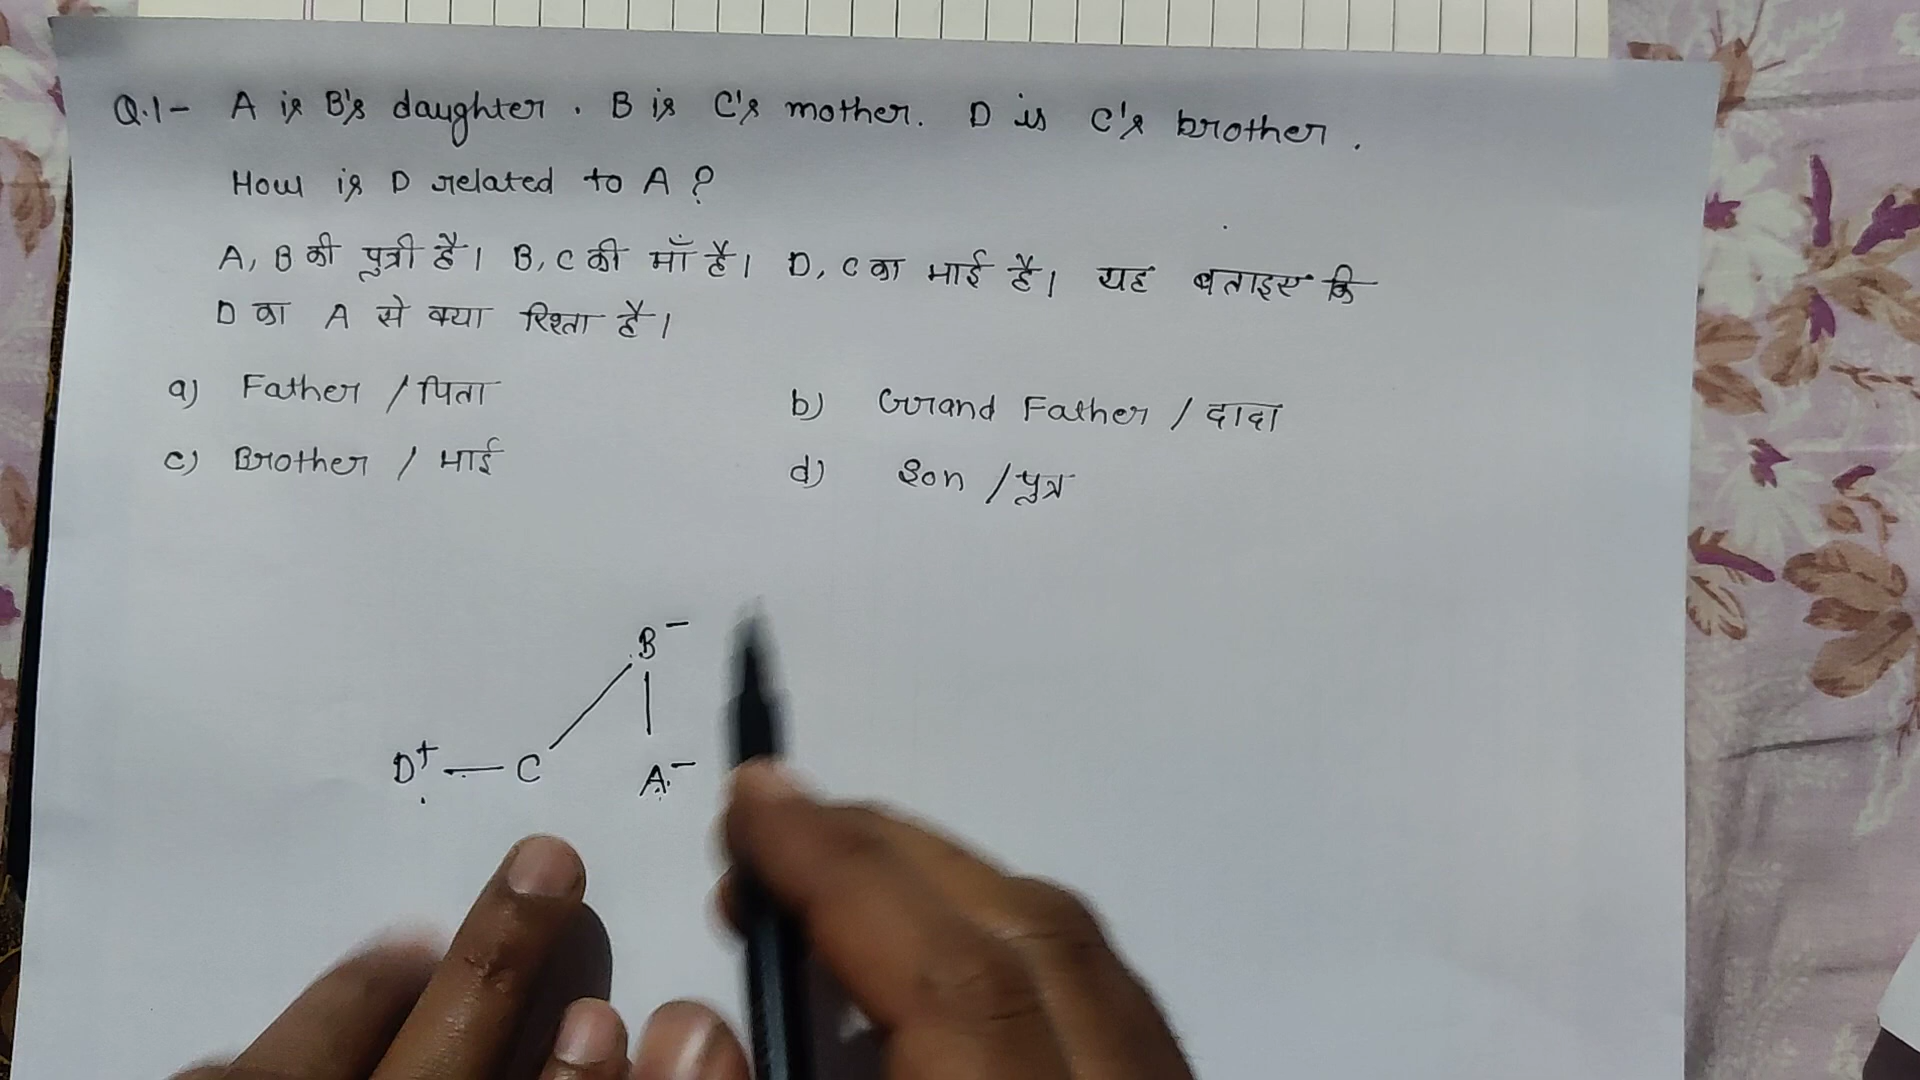 Q.1- A is B's daughter. B is C's mother. D is C's brother.
How is D related to A?
A, B की पुत्री है। B, C की माँ है। D, C का भाई है। यह बताइए कि
D का A से क्या रिश्ता है।
a) Father / पिता
b) Grand Father / दादा
c) Brother / भाई
d) Son / पुत्र
B-
D+ — C A-